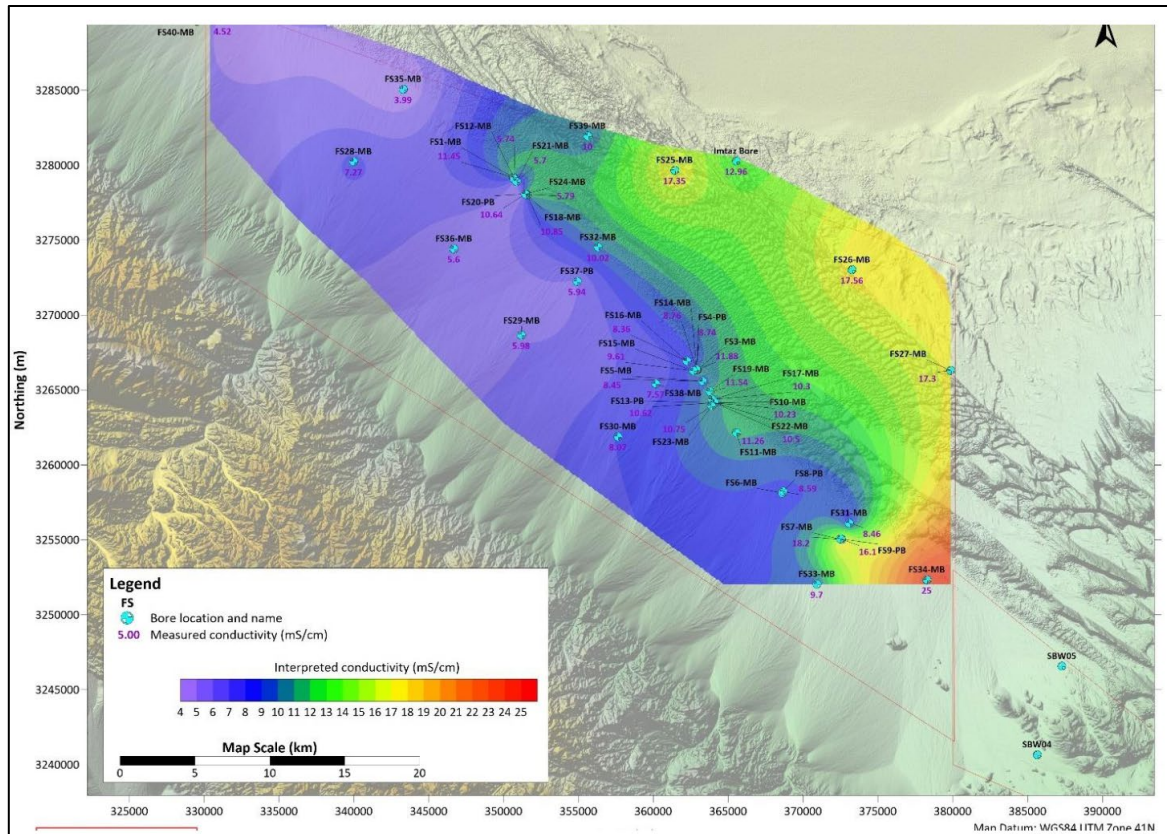 FS40-MB
4.52
3285000
FS35-MB
3.99
FS12-MB
5.74
FS39-MB
10
FS1-MB
11.45
FS21-MB
5.7
Imtaz Bore
12.96
3280000
FS28-MB
7.27
FS25-MB
17.35
FS24-MB
5.79
FS20-PB
10.64
FS18-MB
10.85
3275000
FS36-MB
5.6
FS32-MB
10.02
FS37-PB
5.94
FS26-MB
17.56
3270000
FS29-MB
5.98
FS14-MB
8.76
FS16-MB
8.36
FS4-PB
FS3-MB
11.88
FS15-MB
9.61
FS19-MB
11.54
FS27-MB
17.3
3265000
FS5-MB
8.45
7.57
FS38-MB
FS17-MB
10.3
FS13-PB
10.62
FS10-MB
10.23
FS30-MB
8.07
10.75
FS23-MB
FS22-MB
10.5
11.26
FS11-MB
3260000
FS8-PB
8.59
FS6-MB
FS31-MB
8.46
FS7-MB
18.2
FS9-PB
16.1
3255000
FS33-MB
9.7
FS34-MB
25
Northing (m)
3250000
3245000
3240000
SBW05
SBW04
Legend
FS
Bore location and name
5.00 Measured conductivity (mS/cm)
Interpreted conductivity (mS/cm)
4 5 6 7 8 9 10 11 12 13 14 15 16 17 18 19 20 21 22 23 24 25
Map Scale (km)
0 5 10 15 20
325000 330000 335000 340000 345000 350000 355000 360000 365000 370000 375000 380000 385000 390000
Map Datum: WGS84 UTM Zone 41N